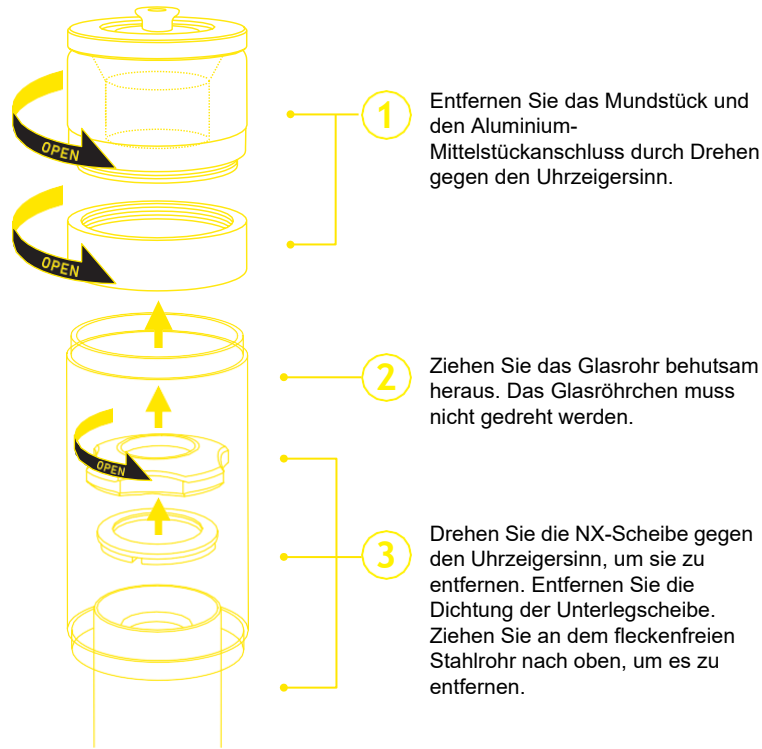 OPEN
1
Entfernen Sie das Mundstück und
den Aluminium-
Mittelstückanschluss durch Drehen
gegen den Uhrzeigersinn.
OPEN
2
Ziehen Sie das Glasrohr behutsam
heraus. Das Glasröhrchen muss
nicht gedreht werden.
OPEN
3
Drehen Sie die NX-Scheibe gegen
den Uhrzeigersinn, um sie zu
entfernen. Entfernen Sie die
Dichtung der Unterlegscheibe.
Ziehen Sie an dem fleckenfreien
Stahlrohr nach oben, um es zu
entfernen.